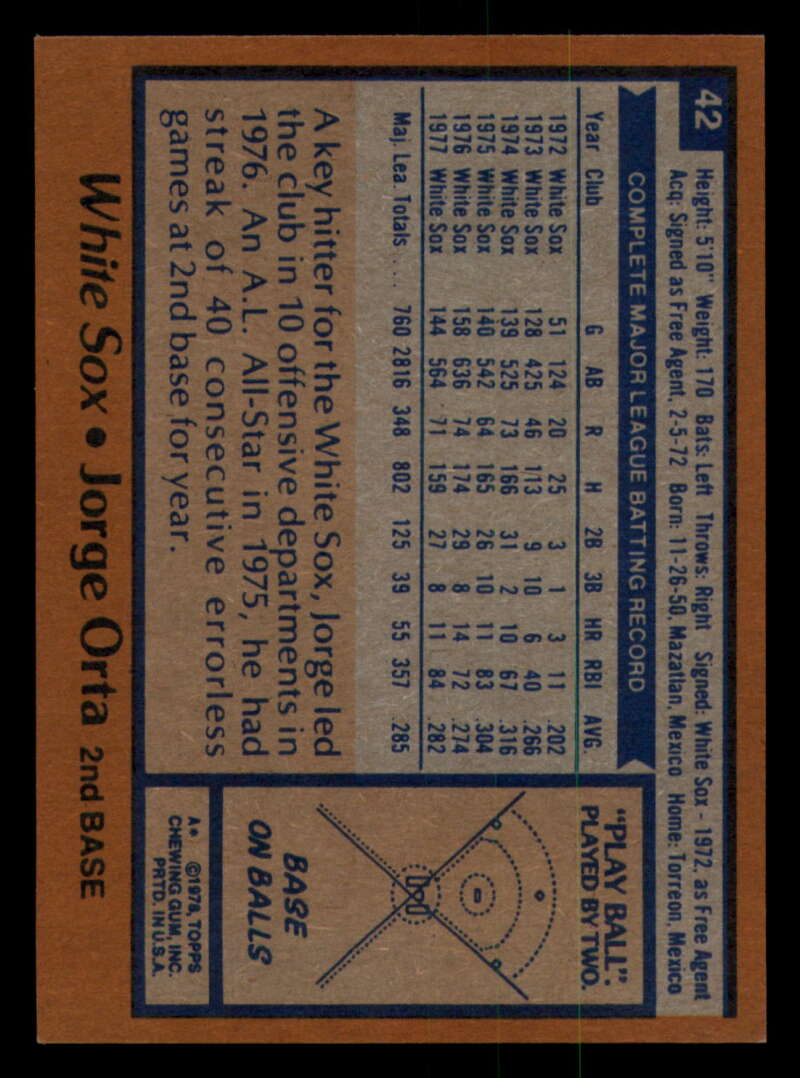 42
Height: 5'10" Weight: 170 Bats: Left Throws: Right Signed: White Sox - 1972, as Free Agent
Acq: Signed as Free Agent, 2-5-72 Born: 11-26-50, Mazatlan, Mexico Home: Torreon, Mexico
COMPLETE MAJOR LEAGUE BATTING RECORD
Year Club G AB R H 2B 3B HR RBI AVG.
1972 White Sox 51 124 20 25 3 1 3 11 .202
1973 White Sox 128 425 46 113 9 10 6 40 .266
1974 White Sox 139 525 73 166 31 2 10 67 .316
1975 White Sox 140 542 64 165 26 10 11 83 .304
1976 White Sox 158 636 74 174 29 8 14 72 .274
1977 White Sox 144 564 71 159 27 8 11 84 .282
Maj. Lea. Totals .... 760 2816 348 802 125 39 55 357 .285
A key hitter for the White Sox, Jorge led
the club in 10 offensive departments in
1976. An A.L. All-Star in 1975, he had
streak of 40 consecutive errorless
games at 2nd base for year.
"PLAY BALL".
PLAYED BY TWO.
BASE
ON BALLS
A* ©1978, TOPPS
CHEWING GUM, INC.
PRTD. IN U.S.A.
White Sox • Jorge Orta 2nd BASE